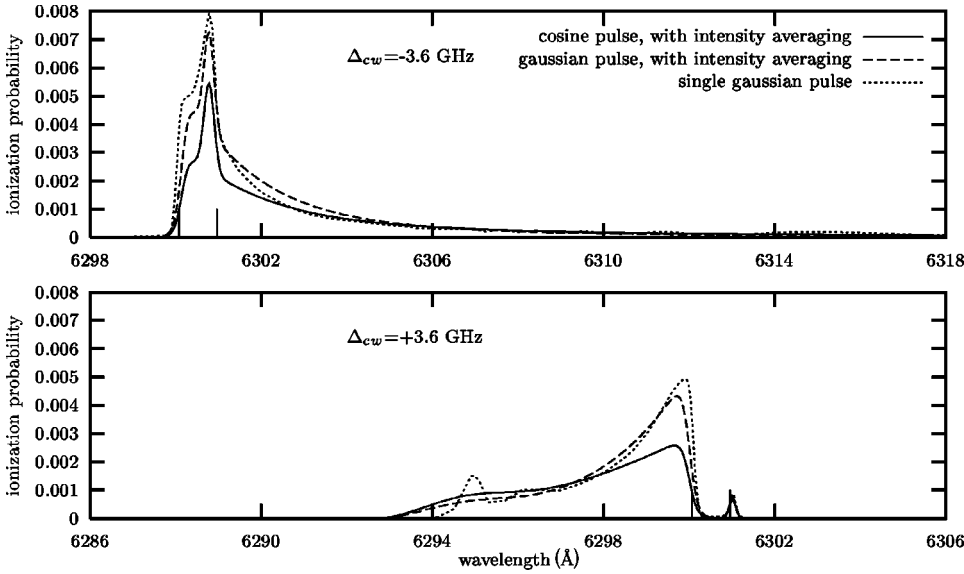 0.008
0.007
0.006
0.005
0.004
0.003
0.002
0.001
0
ionization probability
Δcw=-3.6 GHz
cosine pulse, with intensity averaging
gaussian pulse, with intensity averaging
single gaussian pulse
6298 6302 6306 6310 6314 6318
0.008
0.007
0.006
0.005
0.004
0.003
0.002
0.001
0
ionization probability
Δcw=+3.6 GHz
6286 6290 6294 6298 6302 6306
wavelength (Å)